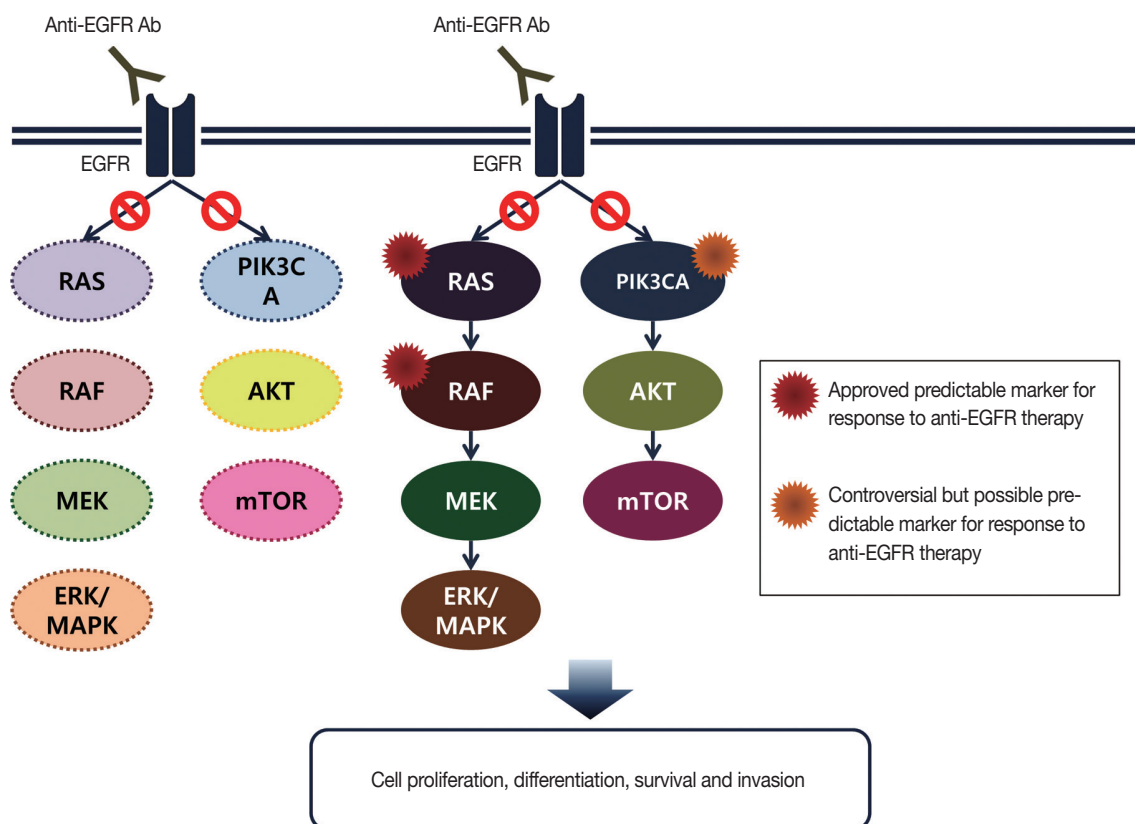 Anti-EGFR Ab
Anti-EGFR Ab
EGFR
EGFR
RAS
PIK3C
A
RAS
PIK3CA
RAF
AKT
RAF
AKT
MEK
mTOR
MEK
mTOR
ERK/
MAPK
ERK/
MAPK
Approved predictable marker for
response to anti-EGFR therapy
Controversial but possible pre-
dictable marker for response to
anti-EGFR therapy
Cell proliferation, differentiation, survival and invasion